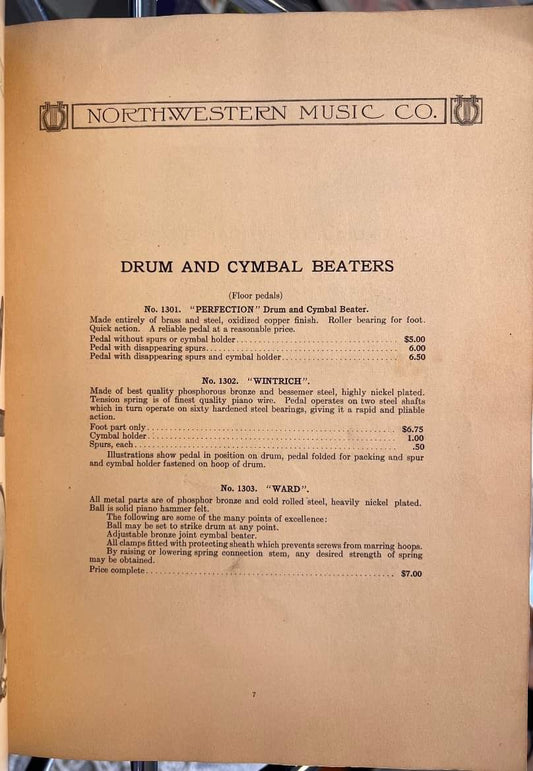 NORTHWESTERN MUSIC CO.
DRUM AND CYMBAL BEATERS
(Floor pedals)
No. 1301. "PERFECTION" Drum and Cymbal Beater.
Made entirely of brass and steel, oxidized copper finish. Roller bearing for foot.
Quick action. A reliable pedal at a reasonable price.
Pedal without spurs or cymbal holder........................................$5.00
Pedal with disappearing spurs........................................6.00
Pedal with disappearing spurs and cymbal holder........................................6.50
No. 1302. "WINTRICH".
Made of best quality phosphorous bronze and bessemer steel, highly nickel plated.
Tension spring is of finest quality piano wire. Pedal operates on two steel shafts
which in turn operate on sixty hardened steel bearings, giving it a rapid and pliable
action.
Foot part only........................................$6.75
Cymbal holder........................................1.00
Spurs, each.........................................50
Illustrations show pedal in position on drum, pedal folded for packing and spur
and cymbal holder fastened on hoop of drum.
No. 1303. "WARD".
All metal parts are of phosphor bronze and cold rolled steel, heavily nickel plated.
Ball is solid piano hammer felt.
The following are some of the many points of excellence:
Ball may be set to strike drum at any point.
Adjustable bronze joint cymbal beater.
All clamps fitted with protecting sheath which prevents screws from marring hoops.
By raising or lowering spring connection stem, any desired strength of spring
may be obtained.
Price complete........................................$7.00
7